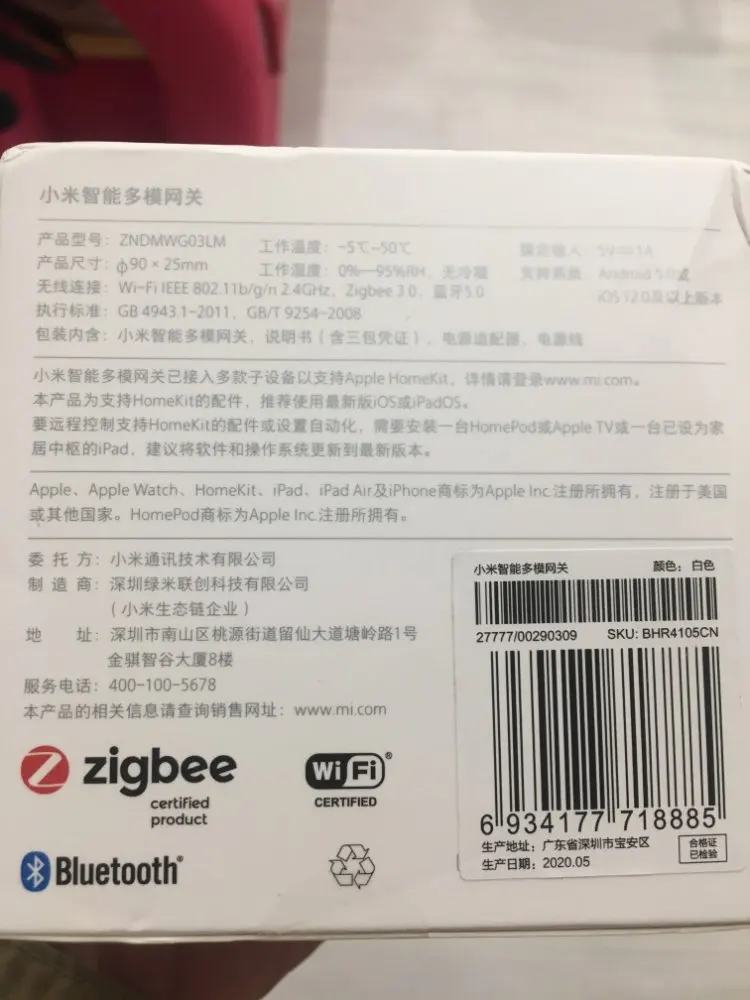 小米智能多模网关
产品型号：ZNDMWG03LM 工作温度：-5℃~50℃ 额定输入：5V⎓1A
产品尺寸：ф90×25mm 工作湿度：0%—95%RH，无冷凝 支持系统：Android 5.0或
无线连接：Wi-Fi IEEE 802.11b/g/n 2.4GHz，Zigbee 3.0，蓝牙5.0 iOS 12.0及以上版本
执行标准：GB 4943.1-2011，GB/T 9254-2008
包装内含：小米智能多模网关，说明书（含三包凭证），电源适配器，电源线
小米智能多模网关已接入多款子设备以支持Apple HomeKit，详情请登录www.mi.com。
本产品为支持HomeKit的配件，推荐使用最新版iOS或iPadOS。
要远程控制支持HomeKit的配件或设置自动化，需要安装一台HomePod或Apple TV或一台已设为家
居中枢的iPad，建议将软件和操作系统更新到最新版本。
Apple、Apple Watch、HomeKit、iPad、iPad Air及iPhone商标为Apple Inc.注册所拥有，注册于美国
或其他国家。HomePod商标为Apple Inc.注册所拥有。
委托方：小米通讯技术有限公司
制造商：深圳绿米联创科技有限公司
（小米生态链企业）
地址：深圳市南山区桃源街道留仙大道塘岭路1号
金骐智谷大厦8楼
服务电话：400-100-5678
本产品的相关信息请查询销售网址：www.mi.com
zigbee
certified
product
Wi Fi®
CERTIFIED
Bluetooth®
小米智能多模网关 颜色：白色
27777/00290309 SKU: BHR4105CN
6 934177 718885
生产地址：广东省深圳市宝安区
生产日期：2020.05
合格证
已检验